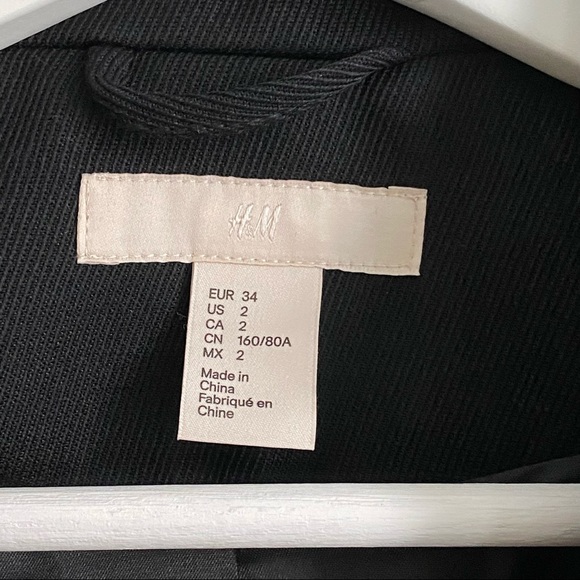 H&M
EUR 34
US 2
CA 2
CN 160/80A
MX 2
Made in
China
Fabriqué en
Chine